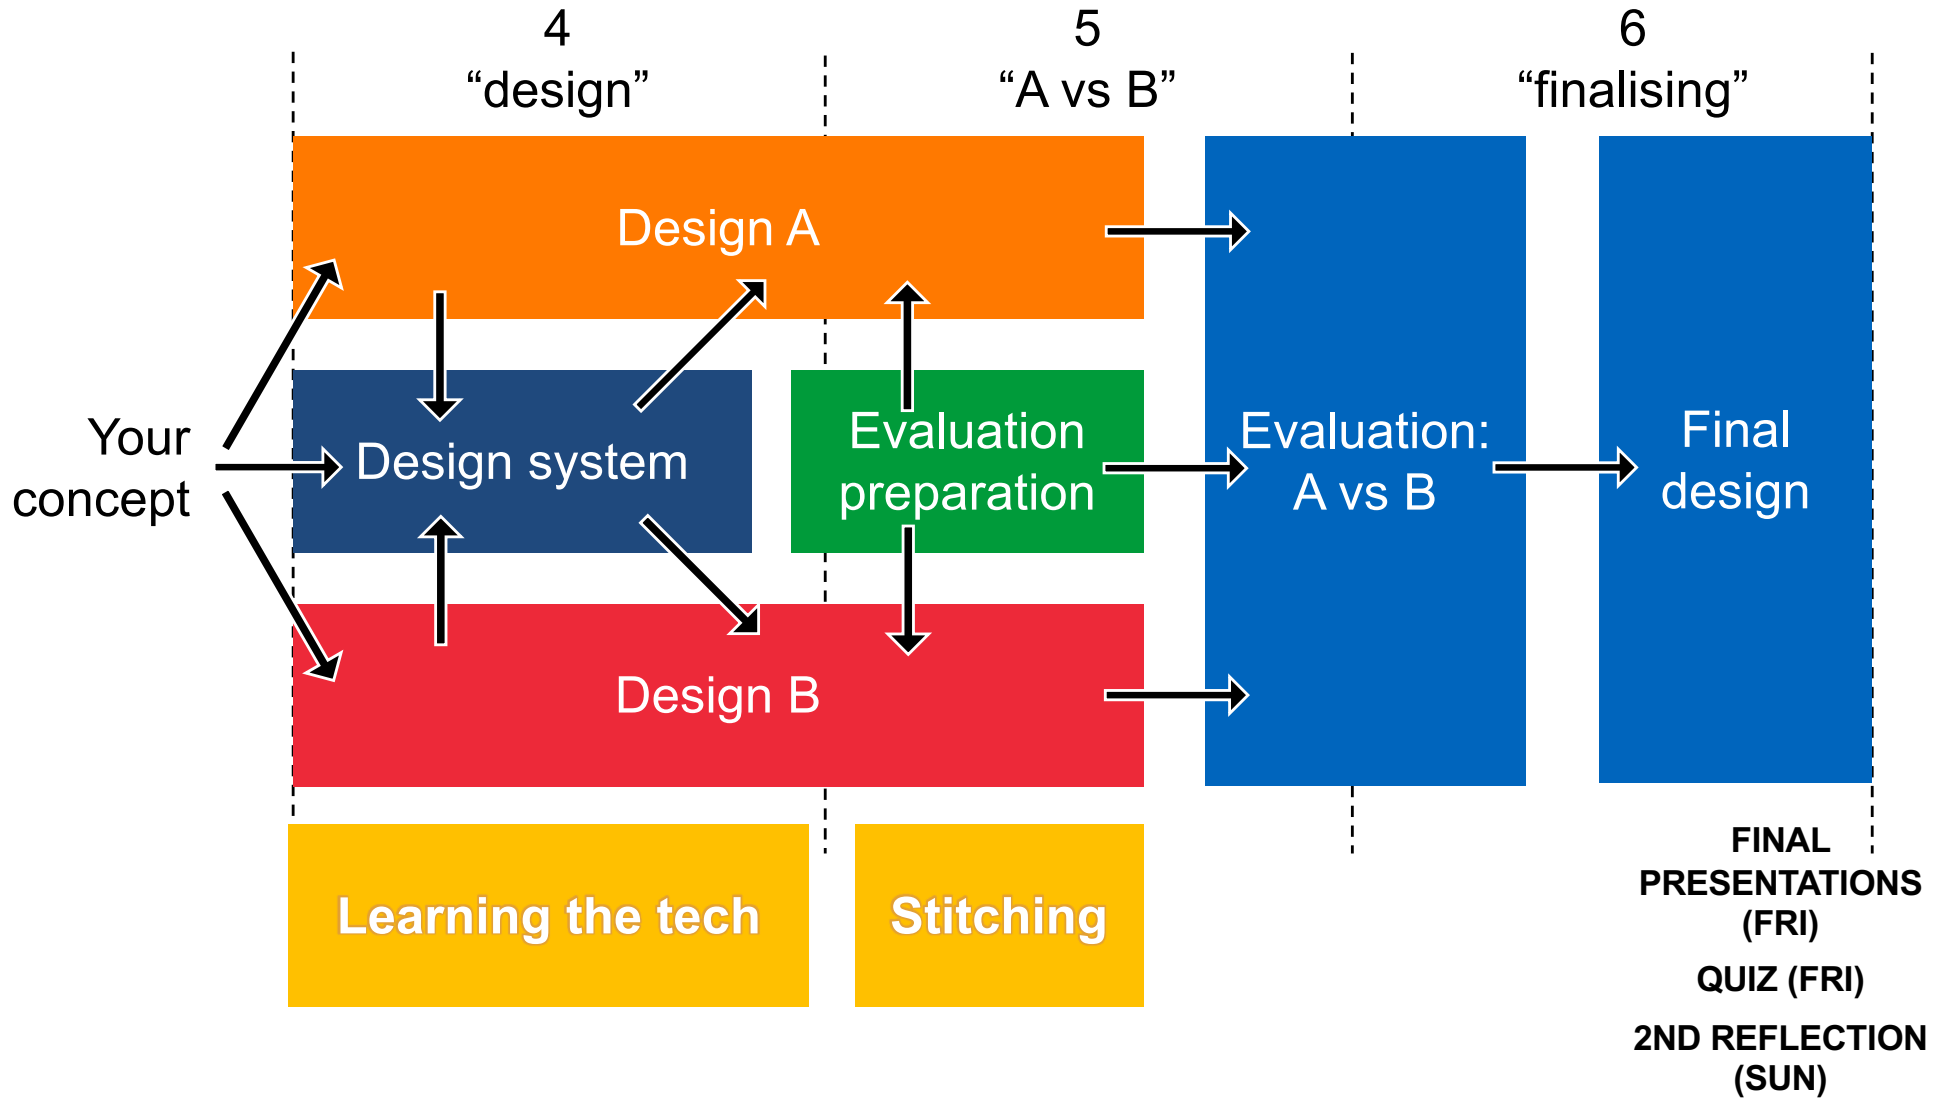 4
“design”
5
“A vs B”
6
“finalising”
Design A
Your
concept
Design system
Evaluation
preparation
Evaluation:
A vs B
Final
design
Design B
Learning the tech
Stitching
FINAL
PRESENTATIONS
(FRI)
QUIZ (FRI)
2ND REFLECTION
(SUN)